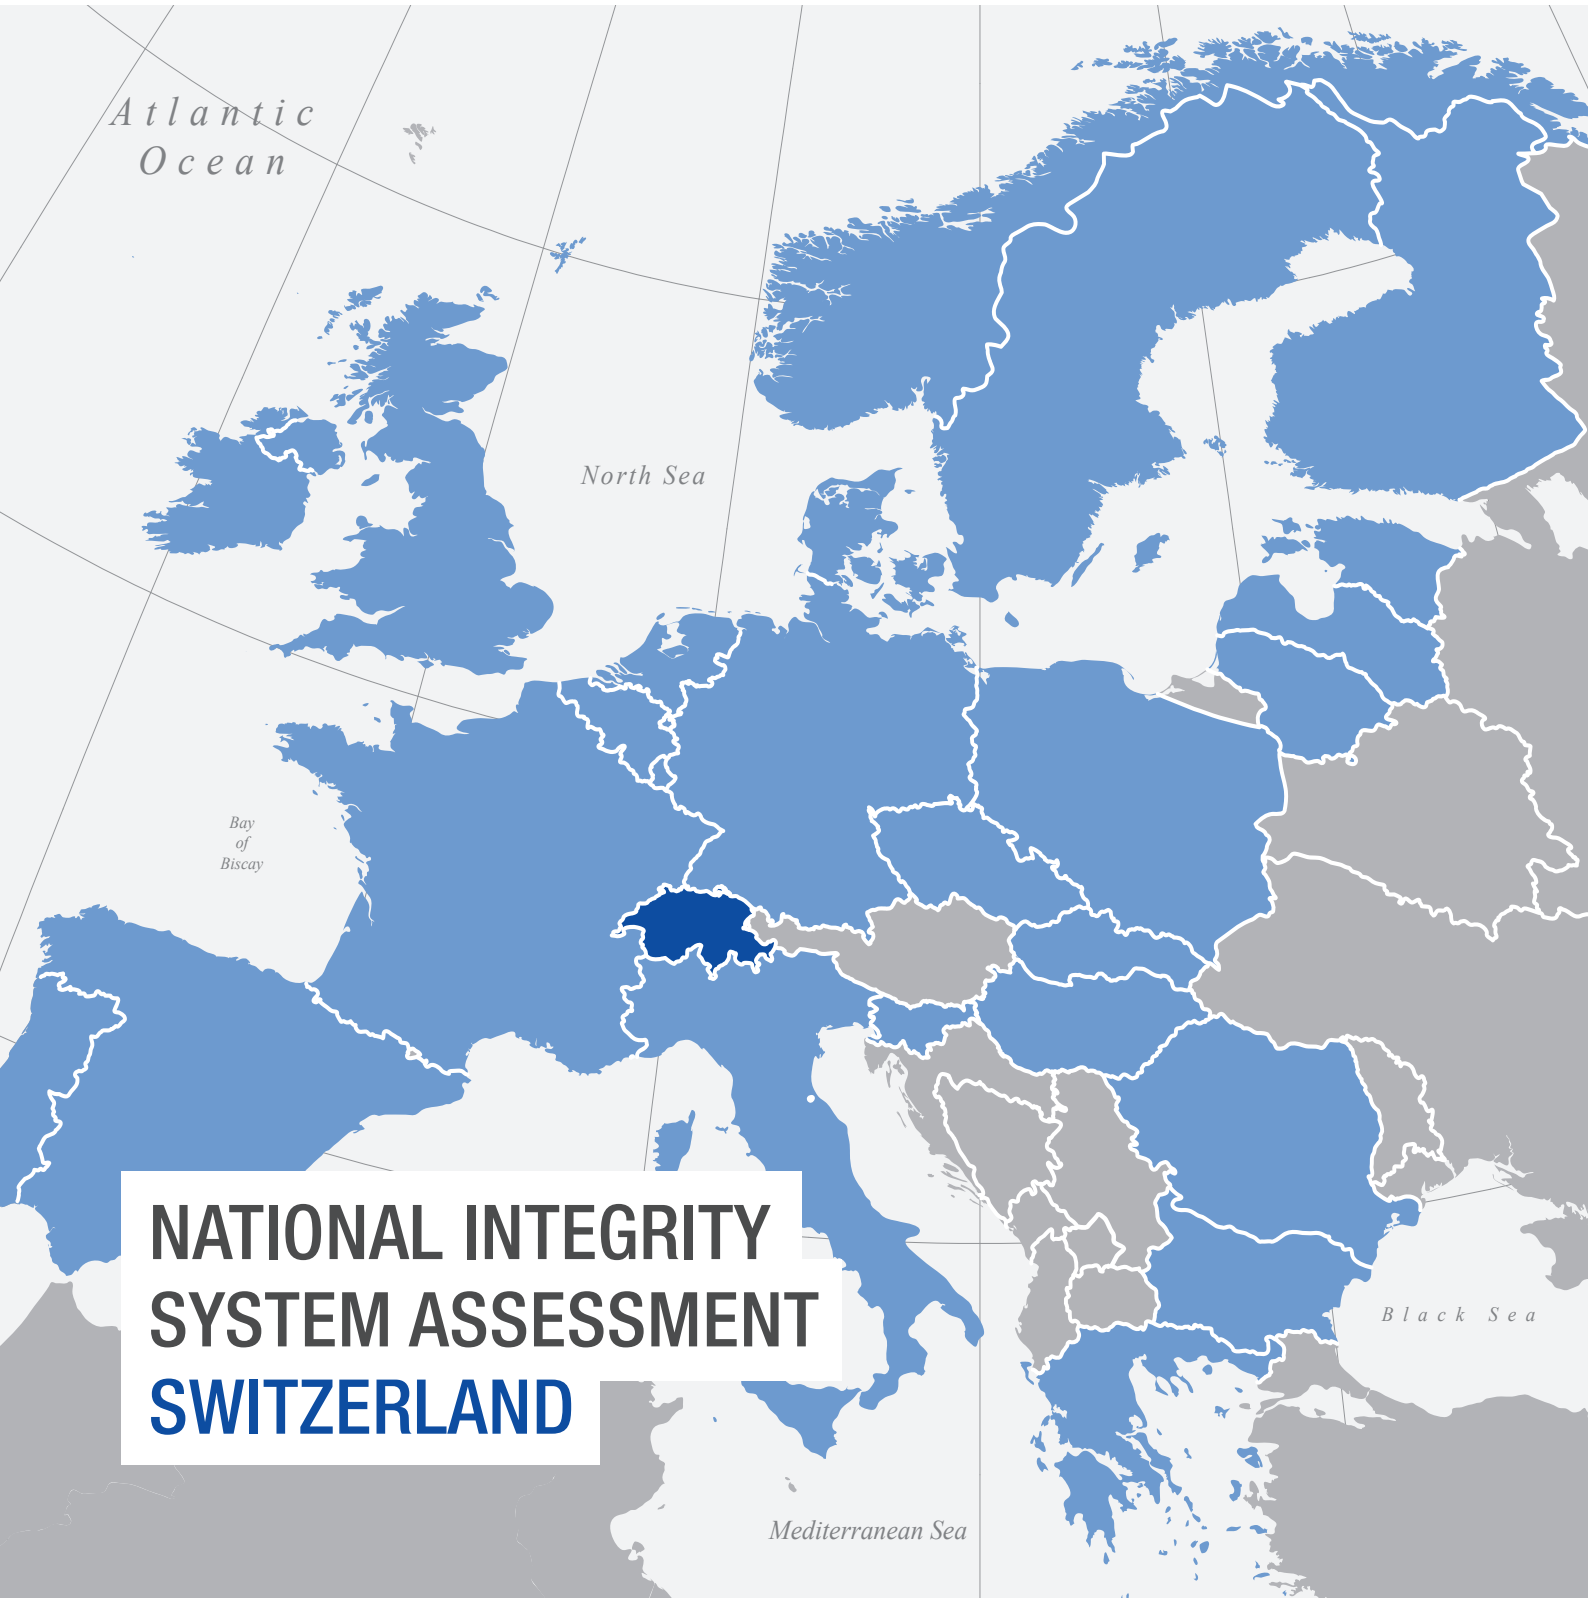 Atlantic
Ocean
North Sea
Bay
of
Biscay
NATIONAL INTEGRITY
SYSTEM ASSESSMENT
SWITZERLAND
Black Sea
Mediterranean Sea